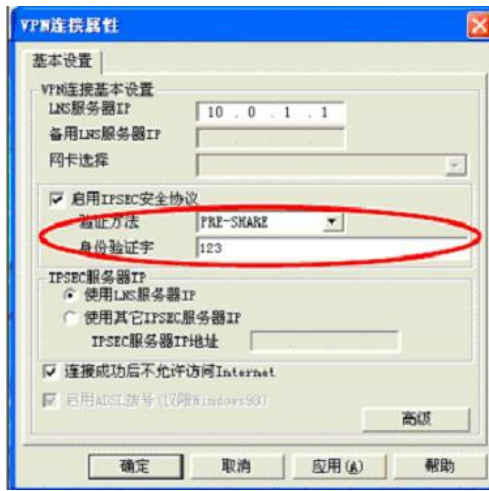 VPN连接属性
基本设置
VPN连接基本设置
LNS服务器IP 10 . 0 . 1 . 1
备用LNS服务器IP
网卡选择
启用IPSEC安全协议
验证方法 PRE-SHARE
身份验证字 123
IPSEC服务器IP
使用LNS服务器IP
使用其它IPSEC服务器IP
IPSEC服务器IP地址
连接成功后不允许访问Internet
启用ADSL拨号(仅限Windows98)
高级
确定 取消 应用(A) 帮助